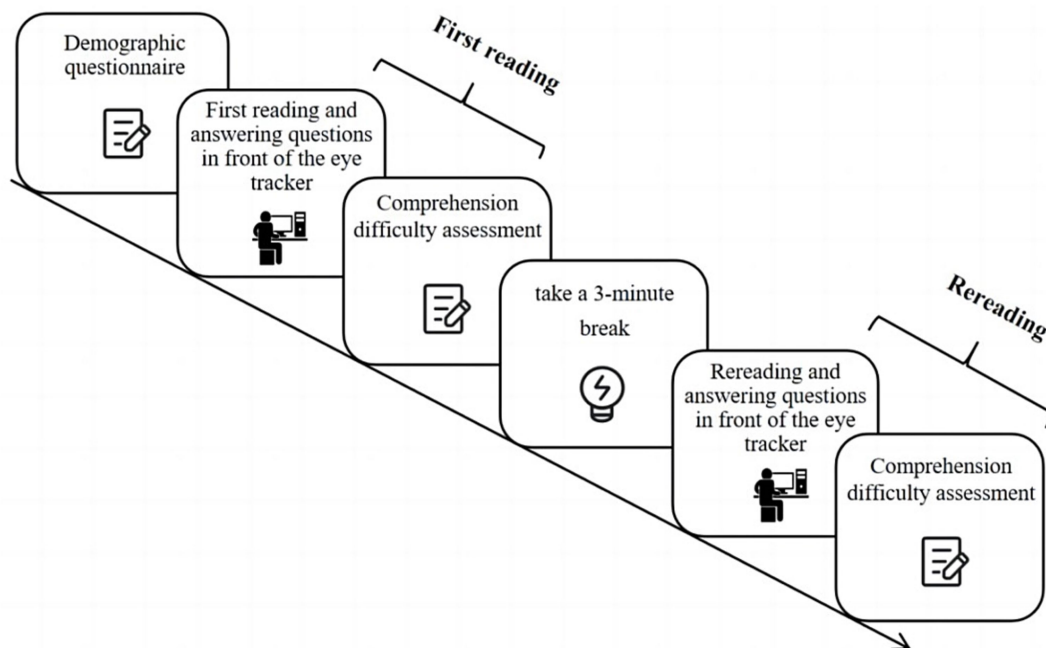 Demographic
questionnaire
First reading and
answering questions
in front of the eye
tracker
First reading
Comprehension
difficulty assessment
take a 3-minute
break
Rereading and
answering questions
in front of the eye
tracker
Rereading
Comprehension
difficulty assessment